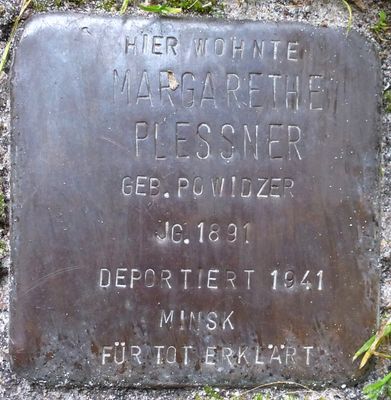 HIER WOHNTE
MARGARETHE
PLESSNER
GEB. POWIDZER
JG. 1891
DEPORTIERT 1941
MINSK
FÜR TOT ERKLÄRT